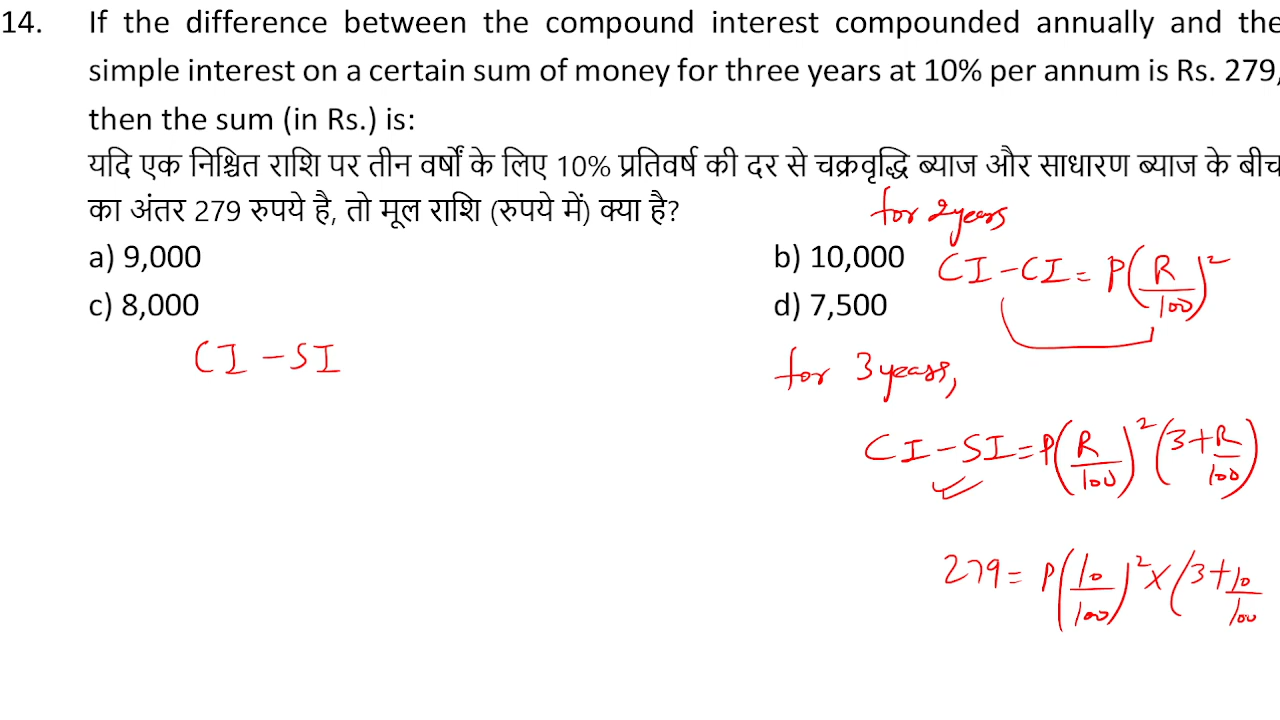 14. If the difference between the compound interest compounded annually and the
simple interest on a certain sum of money for three years at 10% per annum is Rs. 279,
then the sum (in Rs.) is:
यदि एक निश्चित राशि पर तीन वर्षों के लिए 10% प्रतिवर्ष की दर से चक्रवृद्धि ब्याज और साधारण ब्याज के बीच
का अंतर 279 रुपये है, तो मूल राशि (रुपये में) क्या है?
for 2years
a) 9,000
b) 10,000
CI - CI = P(R/100)²
c) 8,000
d) 7,500
CI - SI
for 3 years,
CI - SI = P(R/100)²(3+R/100)
279 = P(10/100)² × (3+10/100